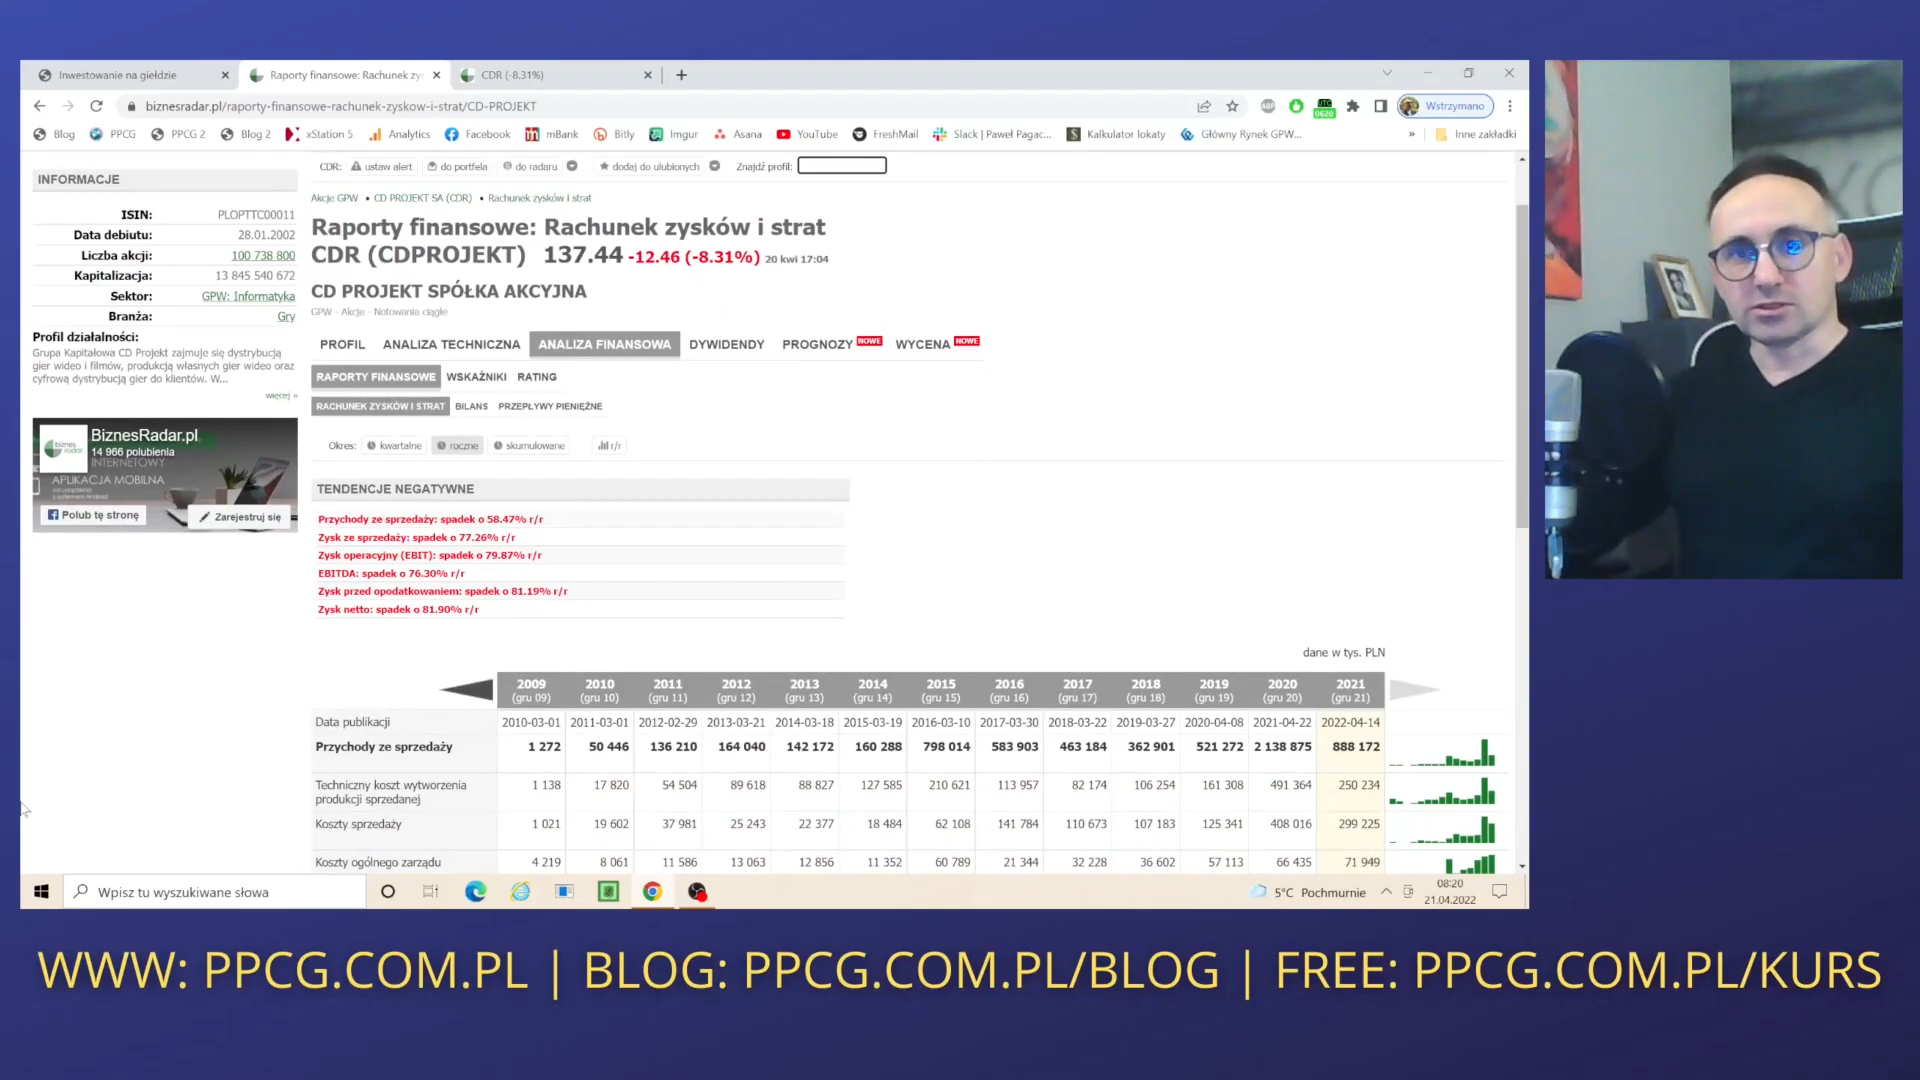 Inwestowanie na giełdzie
Raporty finansowe: Rachunek zys
CDR (-8.31%)
biznesradar.pl/raporty-finansowe-rachunek-zyskow-i-strat/CD-PROJEKT
Wstrzymano
Blog
PPCG
PPCG 2
Blog 2
xStation 5
Analytics
Facebook
mBank
Bitly
Imgur
Asana
YouTube
FreshMail
Slack | Paweł Pagac...
Kalkulator lokaty
Główny Rynek GPW...
»
Inne zakładki
CDR: ustaw alert do portfela do radaru dodaj do ulubionych Znajdź profil:
INFORMACJE
ISIN: PLOPTTC00011
Data debiutu: 28.01.2002
Liczba akcji: 100 738 800
Kapitalizacja: 13 845 540 672
Sektor: GPW: Informatyka
Branża: Gry
Profil działalności:
Grupa Kapitałowa CD Projekt zajmuje się dystrybucją
gier wideo i filmów, produkcją własnych gier wideo oraz
cyfrową dystrybucją gier do klientów. W...
więcej »
BiznesRadar.pl
14 966 polubienia
INTERNETOWY
APLIKACJA MOBILNA
Polub tę stronę
Zarejestruj się
Akcje GPW • CD PROJEKT SA (CDR) • Rachunek zysków i strat
Raporty finansowe: Rachunek zysków i strat
CDR (CDPROJEKT) 137.44 -12.46 (-8.31%) 20 kwi 17:04
CD PROJEKT SPÓŁKA AKCYJNA
GPW - Akcje - Notowania ciągłe
PROFIL ANALIZA TECHNICZNA ANALIZA FINANSOWA DYWIDENDY PROGNOZY NOWE WYCENA NOWE
RAPORTY FINANSOWE WSKAŹNIKI RATING
RACHUNEK ZYSKÓW I STRAT BILANS PRZEPŁYWY PIENIĘŻNE
Okres: kwartalne roczne skumulowane r/r
TENDENCJE NEGATYWNE
Przychody ze sprzedaży: spadek o 58.47% r/r
Zysk ze sprzedaży: spadek o 77.26% r/r
Zysk operacyjny (EBIT): spadek o 79.87% r/r
EBITDA: spadek o 76.30% r/r
Zysk przed opodatkowaniem: spadek o 81.19% r/r
Zysk netto: spadek o 81.90% r/r
dane w tys. PLN
2009 2010 2011 2012 2013 2014 2015 2016 2017 2018 2019 2020 2021
(gru 09) (gru 10) (gru 11) (gru 12) (gru 13) (gru 14) (gru 15) (gru 16) (gru 17) (gru 18) (gru 19) (gru 20) (gru 21)
Data publikacji 2010-03-01 2011-03-01 2012-02-29 2013-03-21 2014-03-18 2015-03-19 2016-03-10 2017-03-30 2018-03-22 2019-03-27 2020-04-08 2021-04-22 2022-04-14
Przychody ze sprzedaży 1 272 50 446 136 210 164 040 142 172 160 288 798 014 583 903 463 184 362 901 521 272 2 138 875 888 172
Techniczny koszt wytworzenia
produkcji sprzedanej 1 138 17 820 54 504 89 618 88 827 127 585 210 621 113 957 82 174 106 254 161 308 491 364 250 234
Koszty sprzedaży 1 021 19 602 37 981 25 243 22 377 18 484 62 108 141 784 110 673 107 183 125 341 408 016 299 225
Koszty ogólnego zarządu 4 219 8 061 11 586 13 063 12 856 11 352 60 789 21 344 32 228 36 602 57 113 66 435 71 949
Wpisz tu wyszukiwane słowa
5°C Pochmurnie
08:20
21.04.2022
WWW: PPCG.COM.PL | BLOG: PPCG.COM.PL/BLOG | FREE: PPCG.COM.PL/KURS